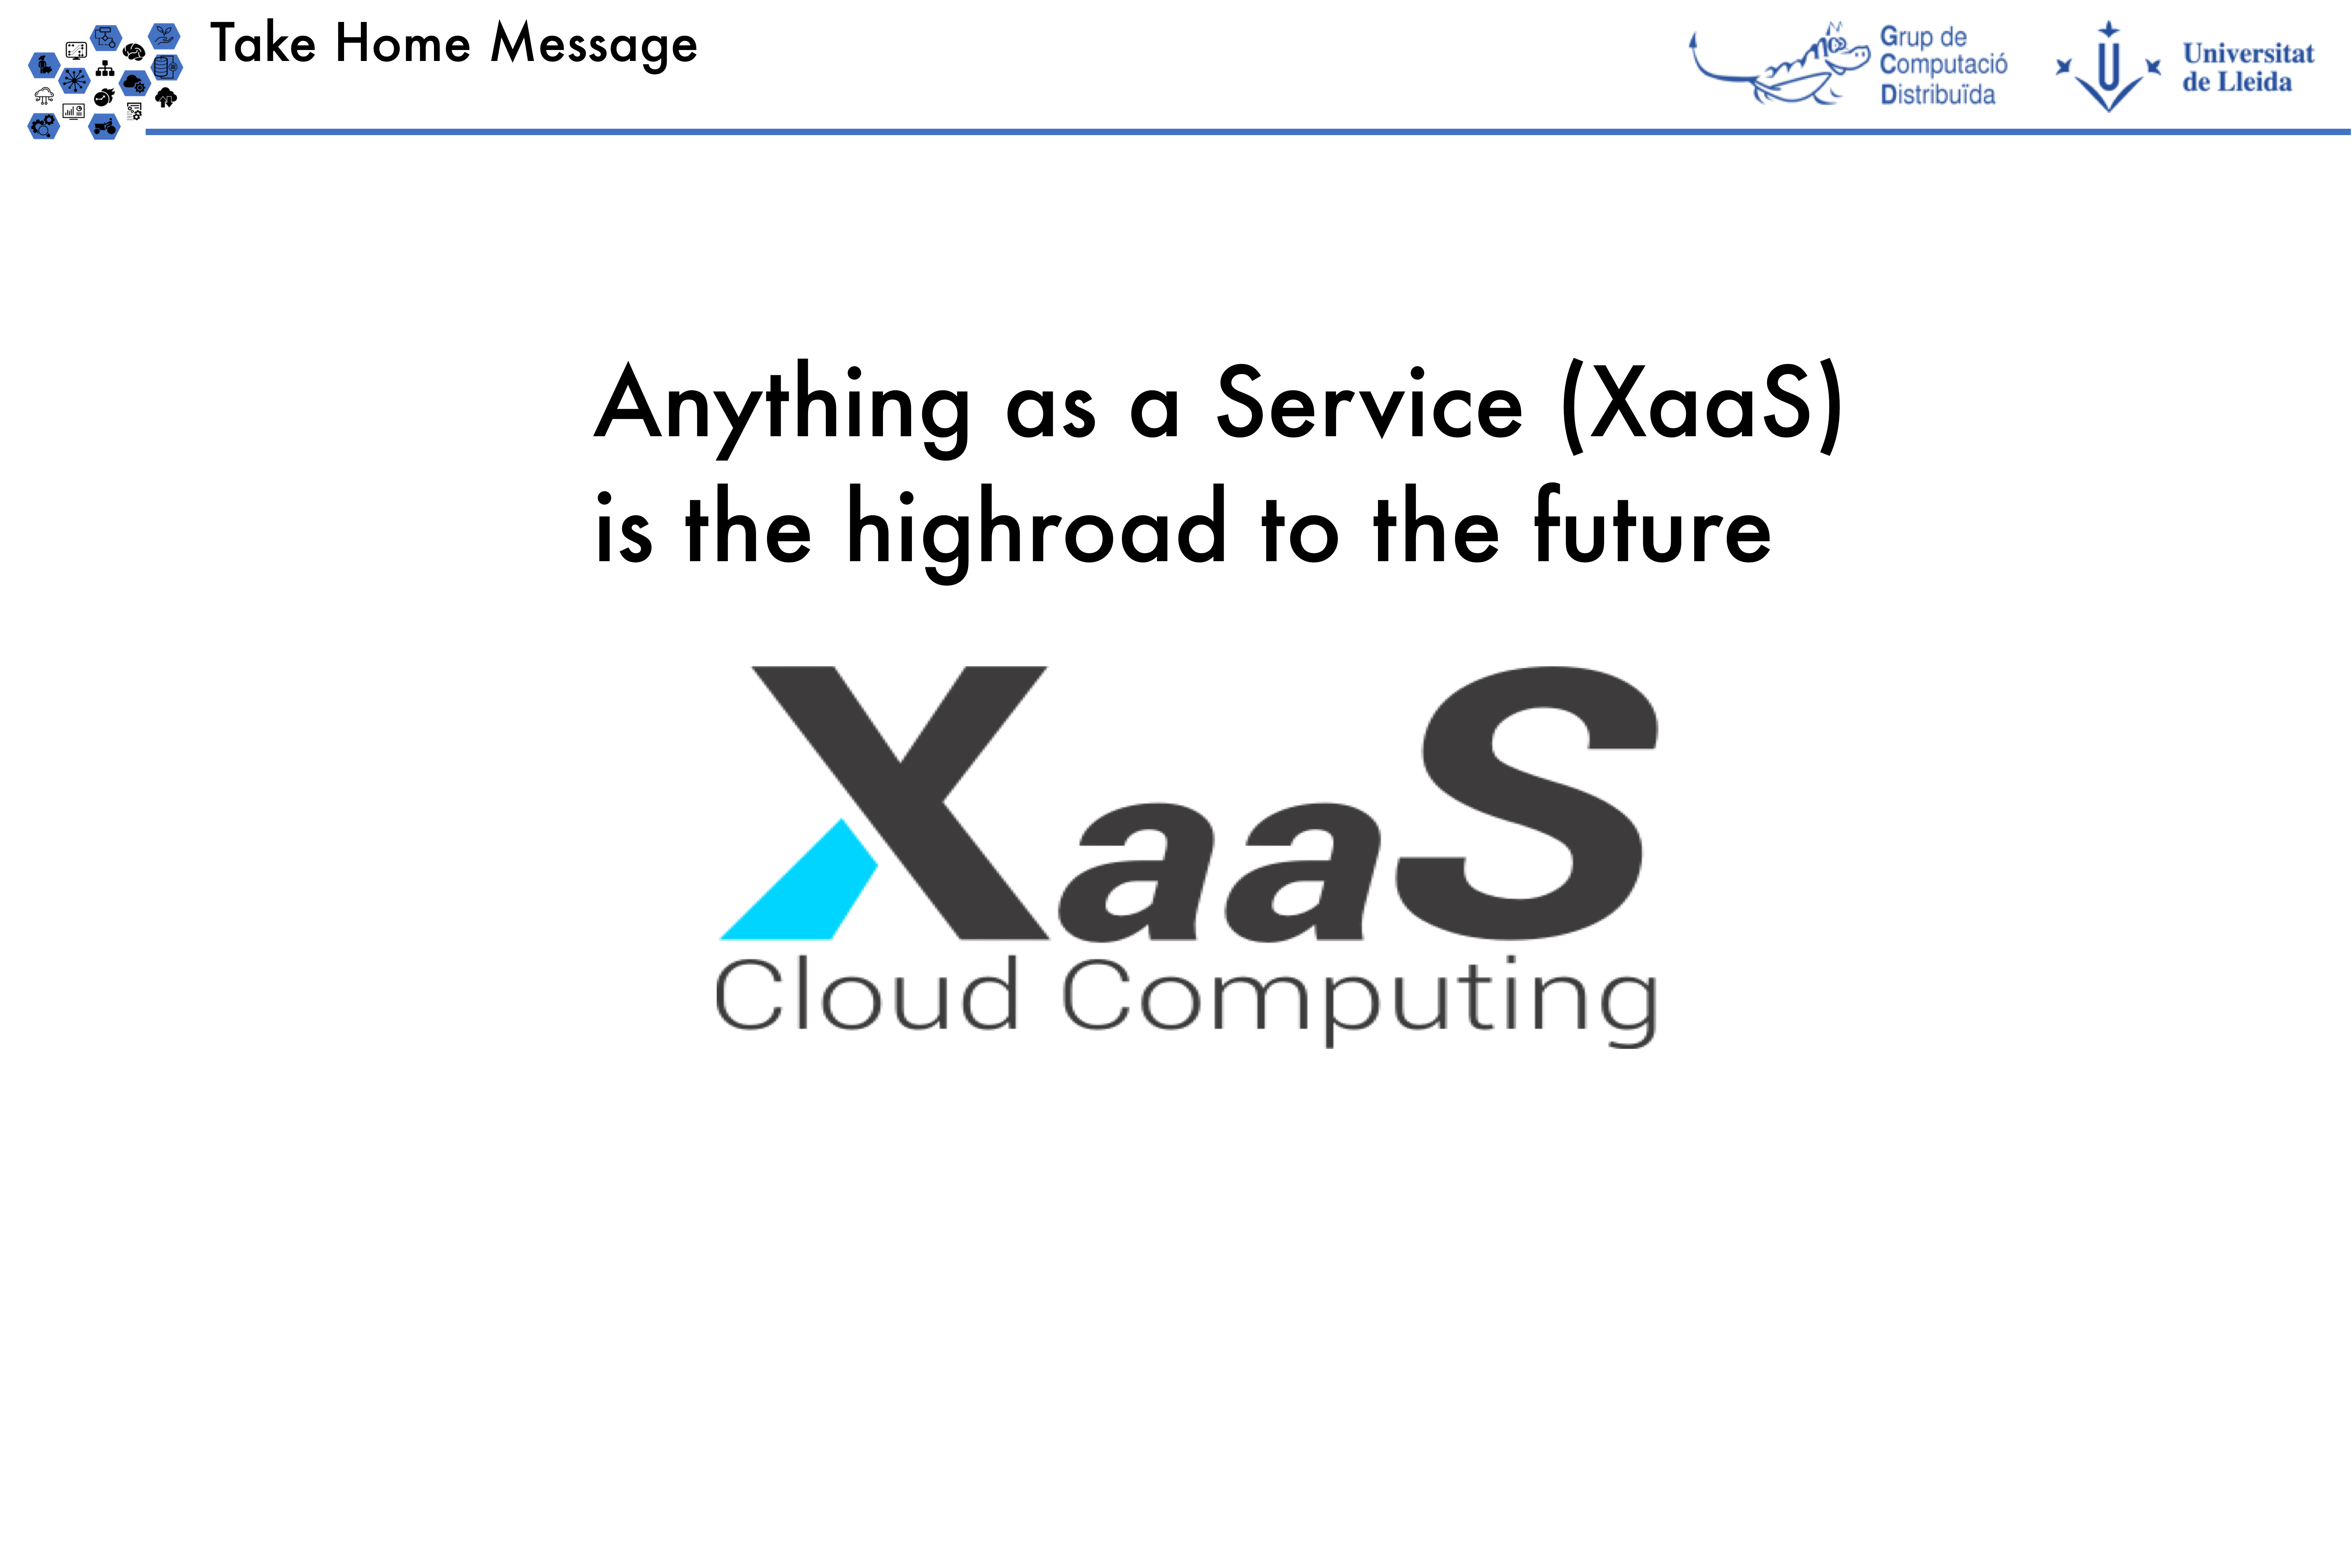 Take Home Message
Grup de
Computació
Distribuïda
Universitat
de Lleida
Anything as a Service (XaaS)
is the highroad to the future
XaaS
Cloud Computing